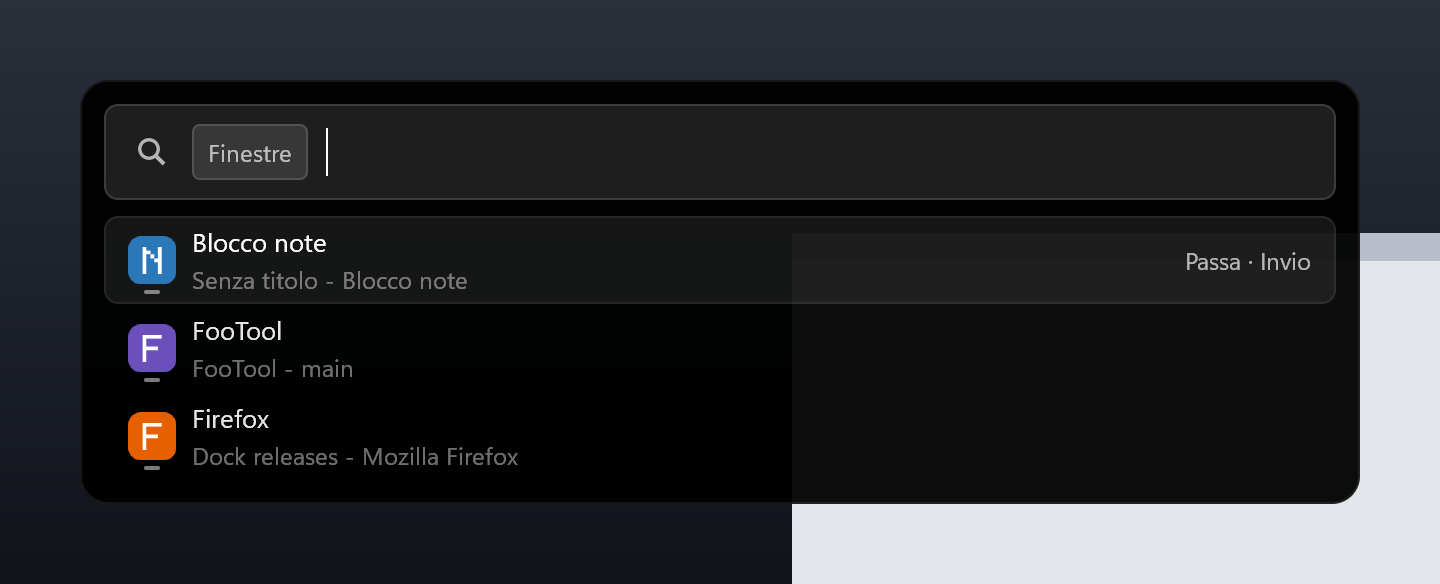 Finestre
Blocco note
Senza titolo - Blocco note
Passa · Invio
FooTool
FooTool - main
Firefox
Dock releases - Mozilla Firefox